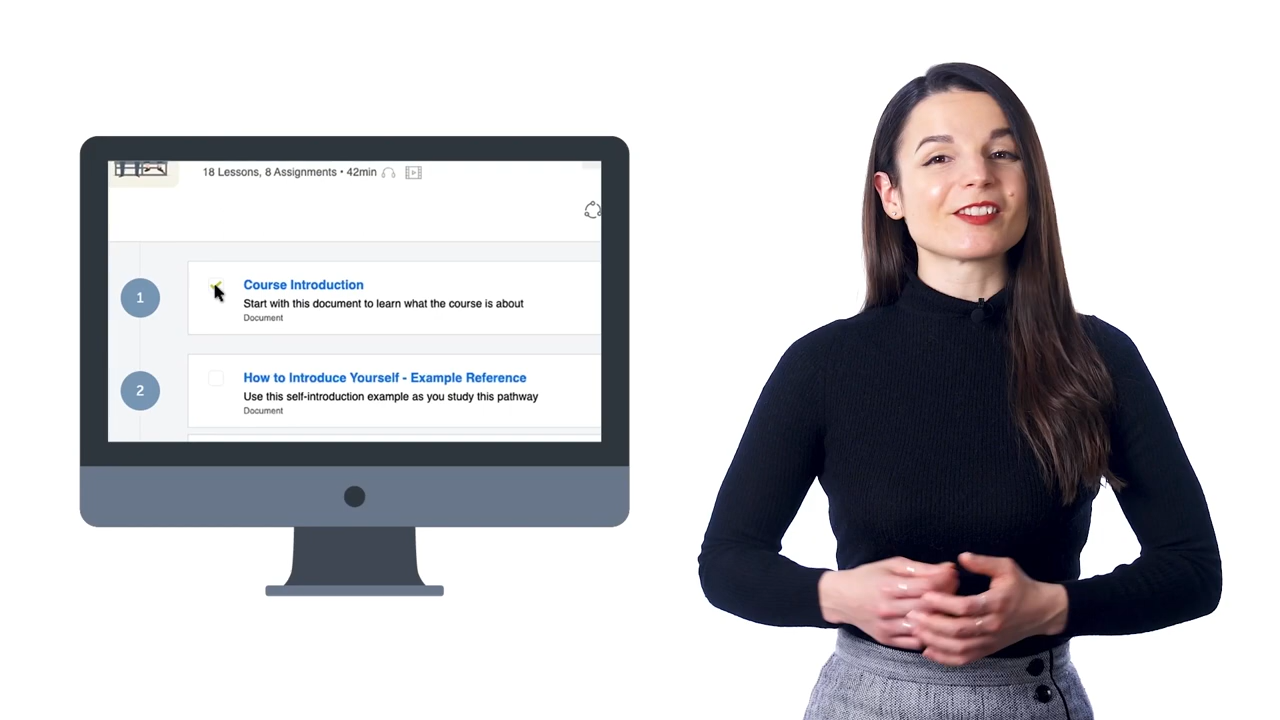 18 Lessons, 8 Assignments • 42min
1
Course Introduction
Start with this document to learn what the course is about
Document
2
How to Introduce Yourself - Example Reference
Use this self-introduction example as you study this pathway
Document